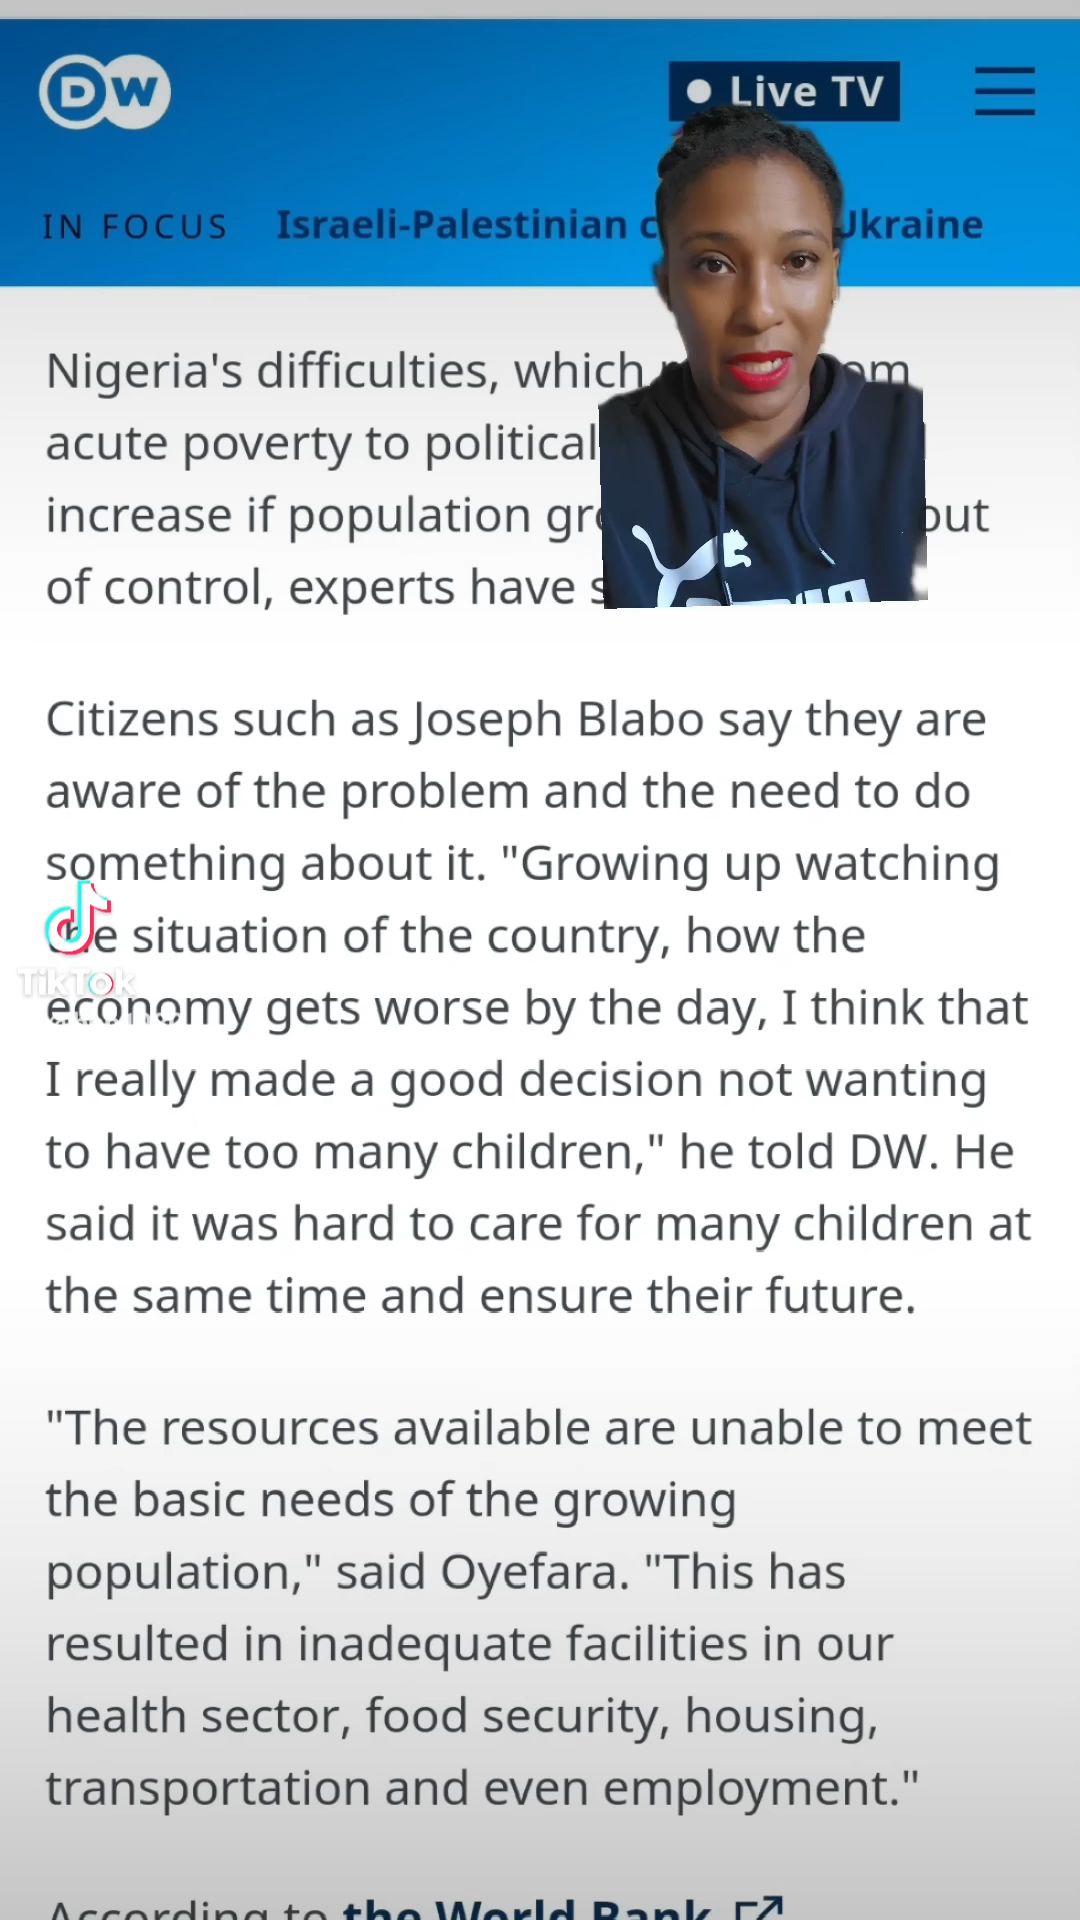 DW
Live TV
IN FOCUS Israeli-Palestinian Ukraine
Nigeria's difficulties, which
acute poverty to political
increase if population
of control, experts have
Citizens such as Joseph Blabo say they are
aware of the problem and the need to do
something about it. "Growing up watching
the situation of the country, how the
TikTok
economy gets worse by the day, I think that
I really made a good decision not wanting
to have too many children," he told DW. He
said it was hard to care for many children at
the same time and ensure their future.
"The resources available are unable to meet
the basic needs of the growing
population," said Oyefara. "This has
resulted in inadequate facilities in our
health sector, food security, housing,
transportation and even employment."
According to the World Bank